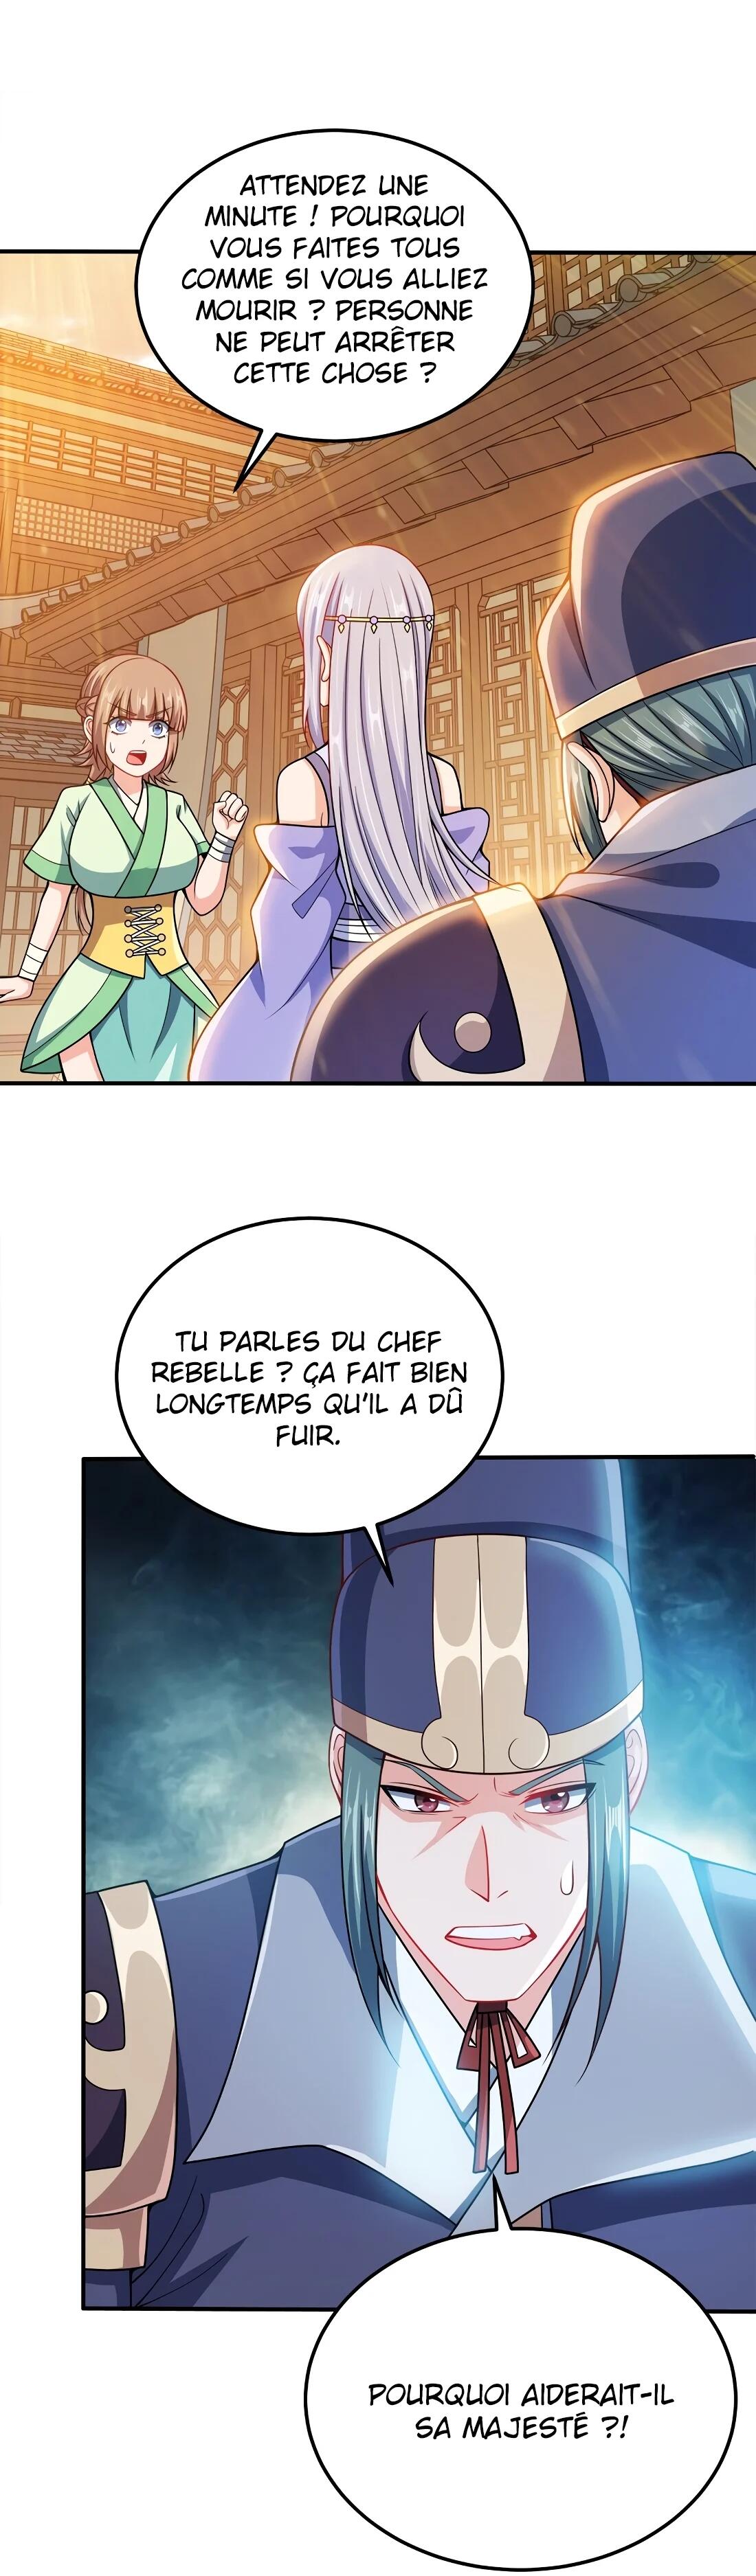 ATTENDEZ UNE
MINUTE ! POURQUOI
VOUS FAITES TOUS
COMME SI VOUS ALLIEZ
MOURIR ? PERSONNE
NE PEUT ARRÊTER
CETTE CHOSE ?
TU PARLES DU CHEF
REBELLE ? ÇA FAIT BIEN
LONGTEMPS QU'IL A DÛ
FUIR.
POURQUOI AIDERAIT-IL
SA MAJESTÉ ?!